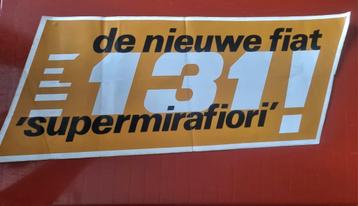 de nieuwe fiat
131!
'supermirafiori'